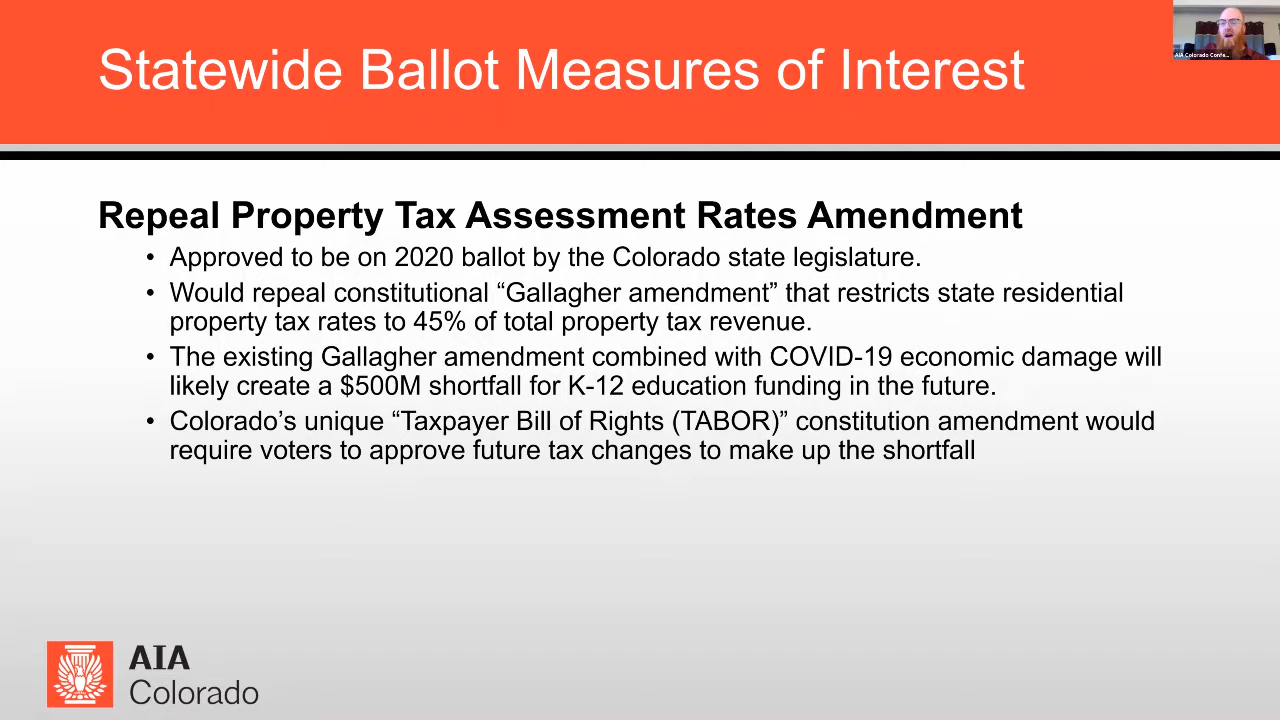 Statewide Ballot Measures of Interest
AIA Colorado Confe...
Repeal Property Tax Assessment Rates Amendment
• Approved to be on 2020 ballot by the Colorado state legislature.
• Would repeal constitutional “Gallagher amendment” that restricts state residential
property tax rates to 45% of total property tax revenue.
• The existing Gallagher amendment combined with COVID-19 economic damage will
likely create a $500M shortfall for K-12 education funding in the future.
• Colorado’s unique “Taxpayer Bill of Rights (TABOR)” constitution amendment would
require voters to approve future tax changes to make up the shortfall
AIA
Colorado